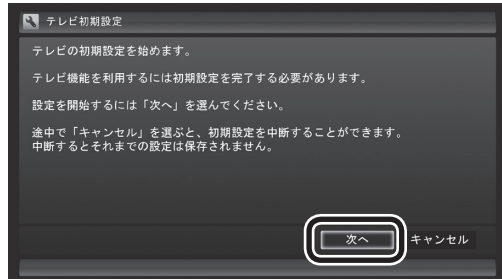 テレビ初期設定
テレビの初期設定を始めます。
テレビ機能を利用するには初期設定を完了する必要があります。
設定を開始するには「次へ」を選んでください。
途中で「キャンセル」を選ぶと、初期設定を中断することができます。
中断するとそれまでの設定は保存されません。
次へ キャンセル